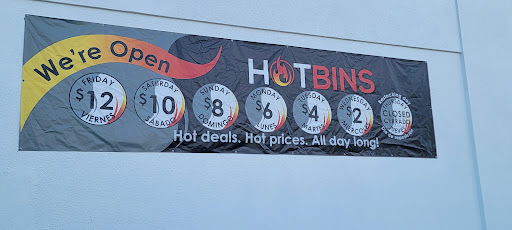 We're Open
HOTBINS
FRIDAY
$12
VIERNES
SATURDAY
$10
SABADO
SUNDAY
$8
DOMINGO
MONDAY
$6
LUNES
TUESDAY
$4
MARTES
WEDNESDAY
$2
CLOSED
Hot deals. Hot prices. All day long!